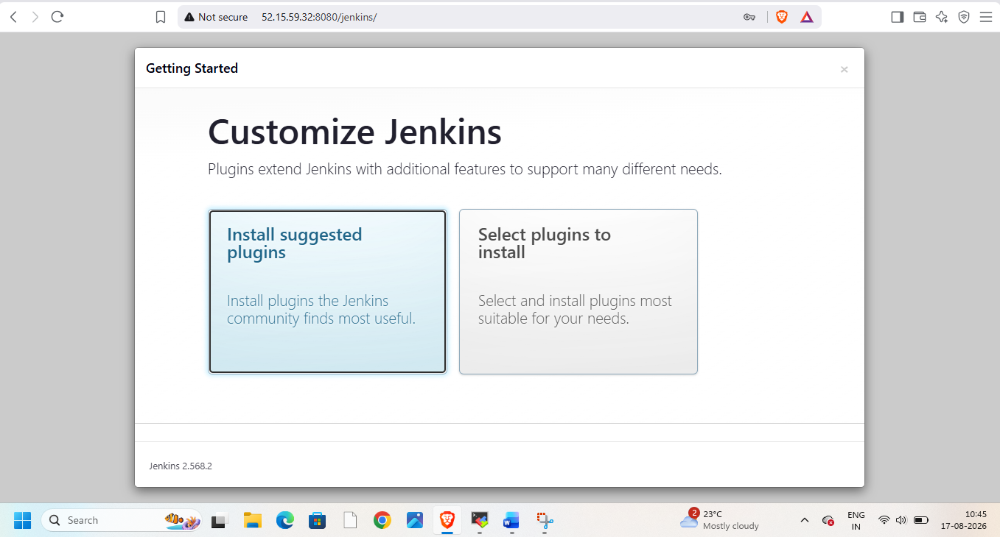 Not secure 52.15.59.32:8080/jenkins/
Getting Started
×
Customize Jenkins
Plugins extend Jenkins with additional features to support many different needs.
Install suggested
plugins
Install plugins the Jenkins
community finds most useful.
Select plugins to
install
Select and install plugins most
suitable for your needs.
Jenkins 2.568.2
Search
2
23°C
Mostly cloudy
ENG
IN
10:45
17-08-2026